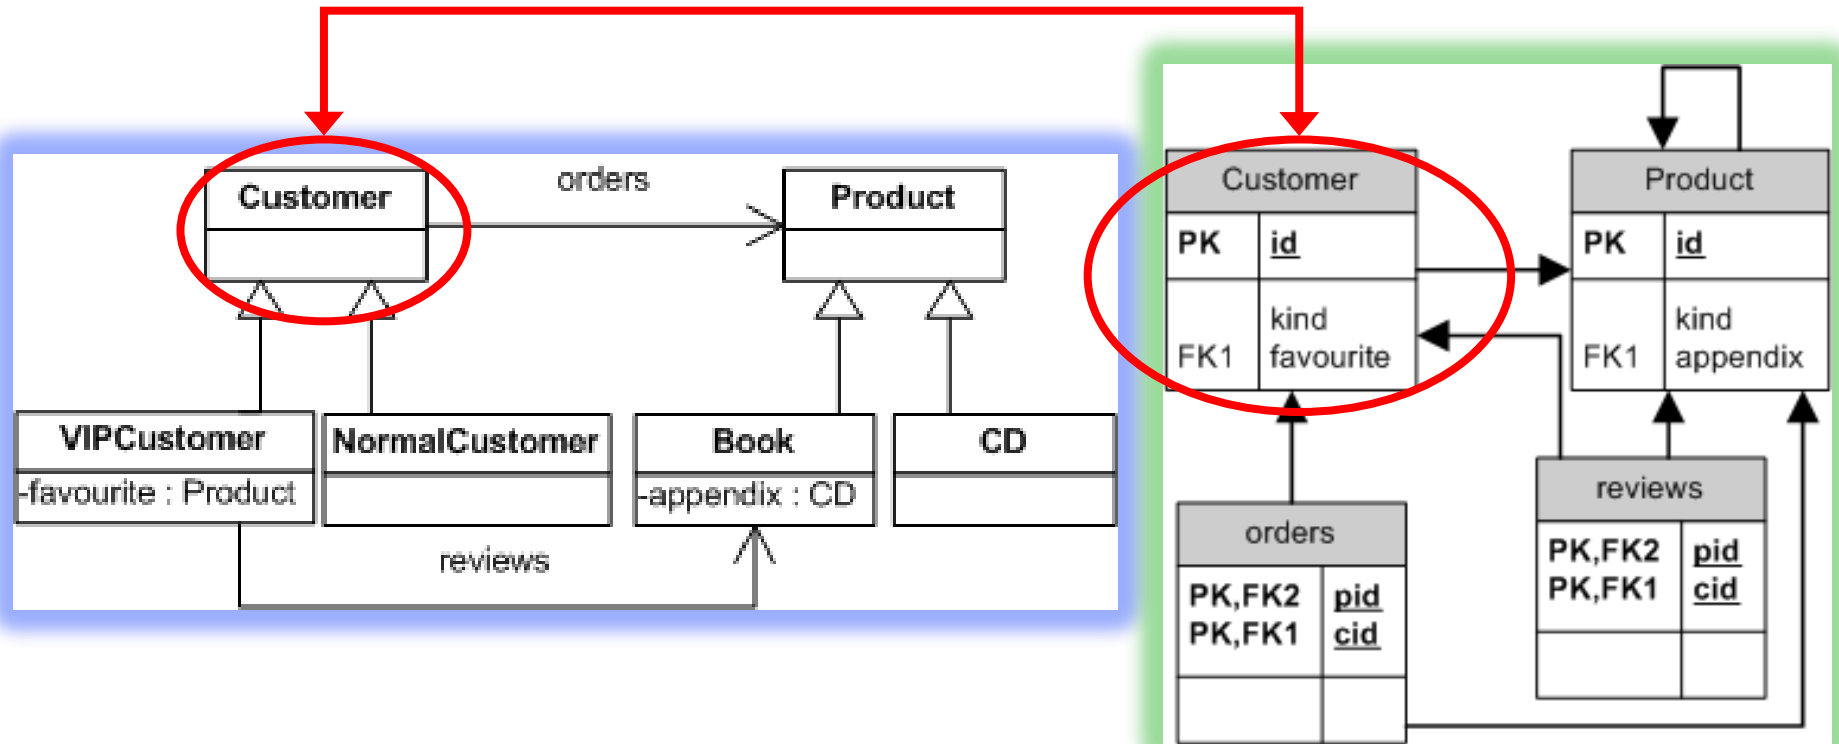 Customer
orders
Product
VIPCustomer
-favourite : Product
NormalCustomer
Book
-appendix : CD
CD
reviews
Customer
PK id
kind
FK1 favourite
Product
PK id
kind
FK1 appendix
orders
PK,FK2 pid
PK,FK1 cid
reviews
PK,FK2 pid
PK,FK1 cid